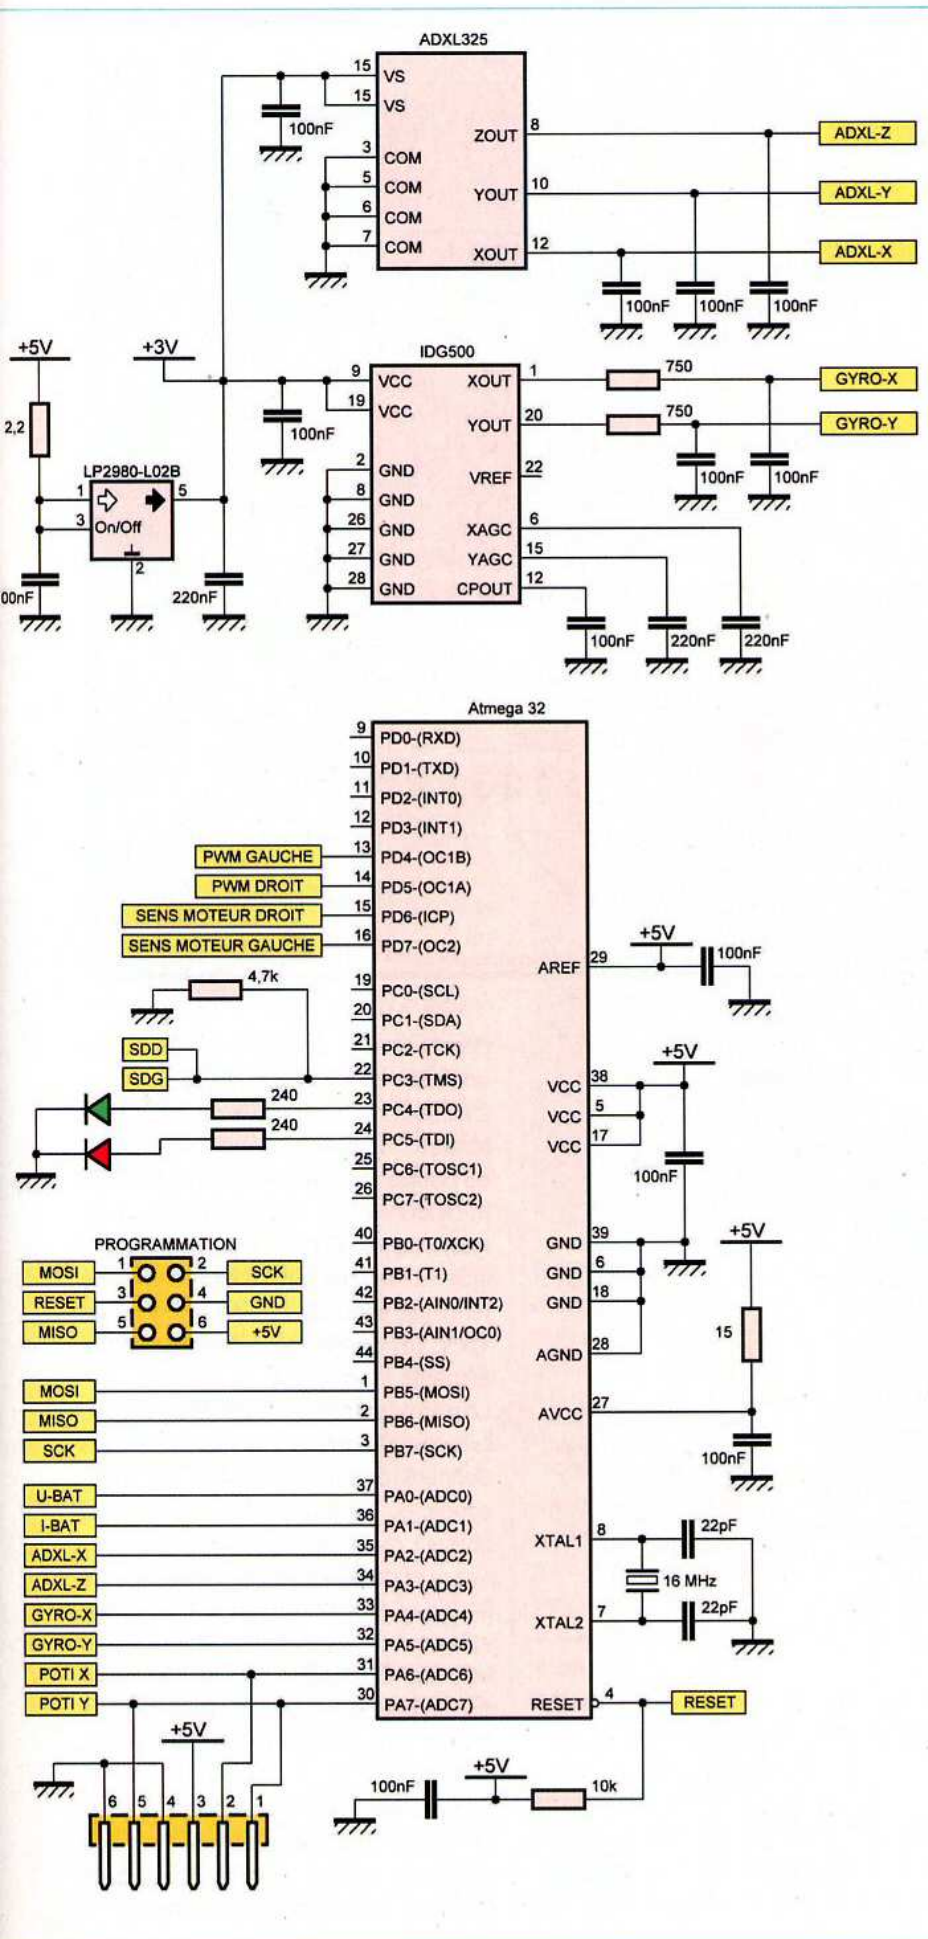 ADXL325
15 VS
15 VS
100nF
3 COM
5 COM
6 COM
7 COM
ZOUT 8 ADXL-Z
YOUT 10 ADXL-Y
XOUT 12 ADXL-X
100nF 100nF 100nF
+5V
+3V
2,2
LP2980-L02B
1 5
3 On/Off
2
00nF
220nF
IDG500
9 VCC
19 VCC
100nF
2 GND
8 GND
26 GND
27 GND
28 GND
XOUT 1 750 GYRO-X
YOUT 20 750 GYRO-Y
VREF 22
100nF 100nF
XAGC 6
YAGC 15
CPOUT 12
100nF 220nF 220nF
Atmega 32
9 PD0-(RXD)
10 PD1-(TXD)
11 PD2-(INT0)
12 PD3-(INT1)
PWM GAUCHE 13 PD4-(OC1B)
PWM DROIT 14 PD5-(OC1A)
SENS MOTEUR DROIT 15 PD6-(ICP)
SENS MOTEUR GAUCHE 16 PD7-(OC2)
4,7k
19 PC0-(SCL)
20 PC1-(SDA)
SDD 21 PC2-(TCK)
SDG 22 PC3-(TMS)
240 23 PC4-(TDO)
240 24 PC5-(TDI)
25 PC6-(TOSC1)
26 PC7-(TOSC2)
40 PB0-(T0/XCK)
41 PB1-(T1)
42 PB2-(AIN0/INT2)
43 PB3-(AIN1/OC0)
44 PB4-(SS)
PROGRAMMATION
MOSI 1 2 SCK
RESET 3 4 GND
MISO 5 6 +5V
MOSI 1 PB5-(MOSI)
MISO 2 PB6-(MISO)
SCK 3 PB7-(SCK)
U-BAT 37 PA0-(ADC0)
I-BAT 36 PA1-(ADC1)
ADXL-X 35 PA2-(ADC2)
ADXL-Z 34 PA3-(ADC3)
GYRO-X 33 PA4-(ADC4)
GYRO-Y 32 PA5-(ADC5)
POTI X 31 PA6-(ADC6)
POTI Y 30 PA7-(ADC7)
AREF 29
+5V
100nF
+5V
VCC 38
VCC 5
VCC 17
100nF
GND 39
GND 6
GND 18
AGND 28
+5V
15
AVCC 27
100nF
XTAL1 8 22pF
16 MHz
XTAL2 7 22pF
RESET 4 RESET
+5V
6 5 4 3 2 1
100nF
+5V
10k